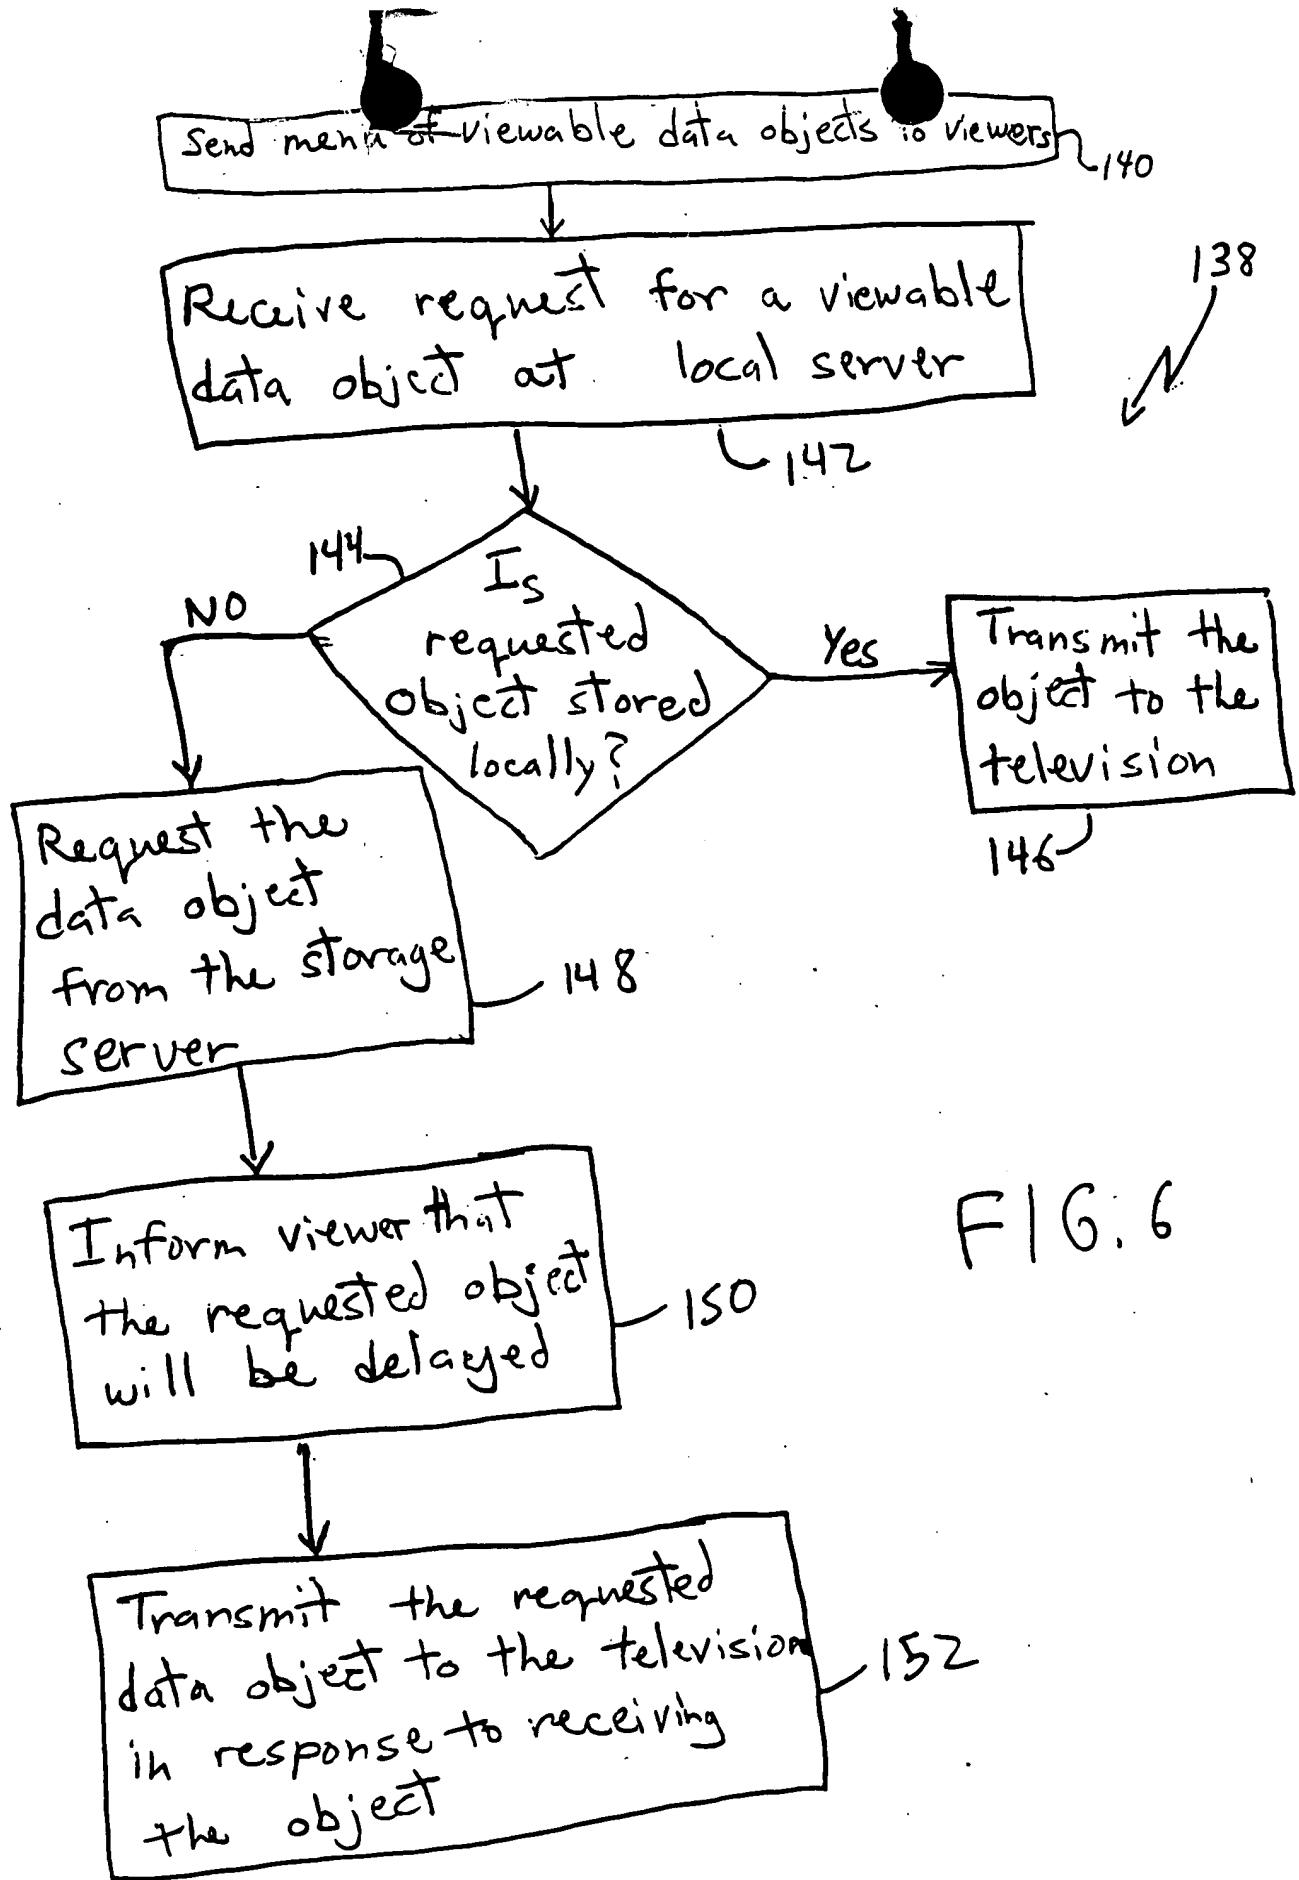 Send menu of viewable data objects to viewers
140
Receive request for a viewable
data object at local server
142
138
144
Is
requested
object stored
locally?
NO
Yes
Transmit the
object to the
television
146
Request the
data object
from the storage
server
148
Inform viewer that
the requested object
will be delayed
150
FIG. 6
Transmit the requested
data object to the television
in response to receiving
the object
152